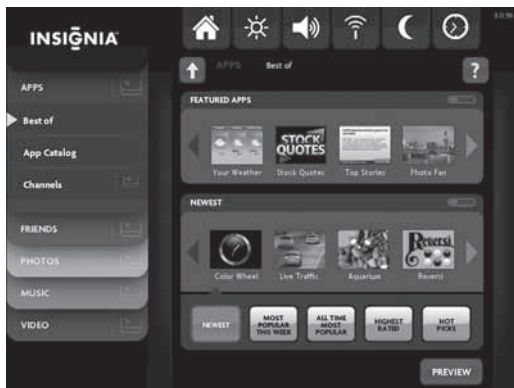 INSIGNIA
APPS
Best of
App Catalog
Channels
FRIENDS
PHOTOS
MUSIC
VIDEO
APPS Best of ?
FEATURED APPS
STOCK
QUOTES
Your Weather Stock Quotes Top Stories Photo Fan
NEWEST
Reversi
Color Wheel Live Traffic Aquarium Reversi
NEWEST
MOST
POPULAR
THIS WEEK
ALL TIME
MOST
POPULAR
HIGHEST
RATED
HOT
PICKS
PREVIEW